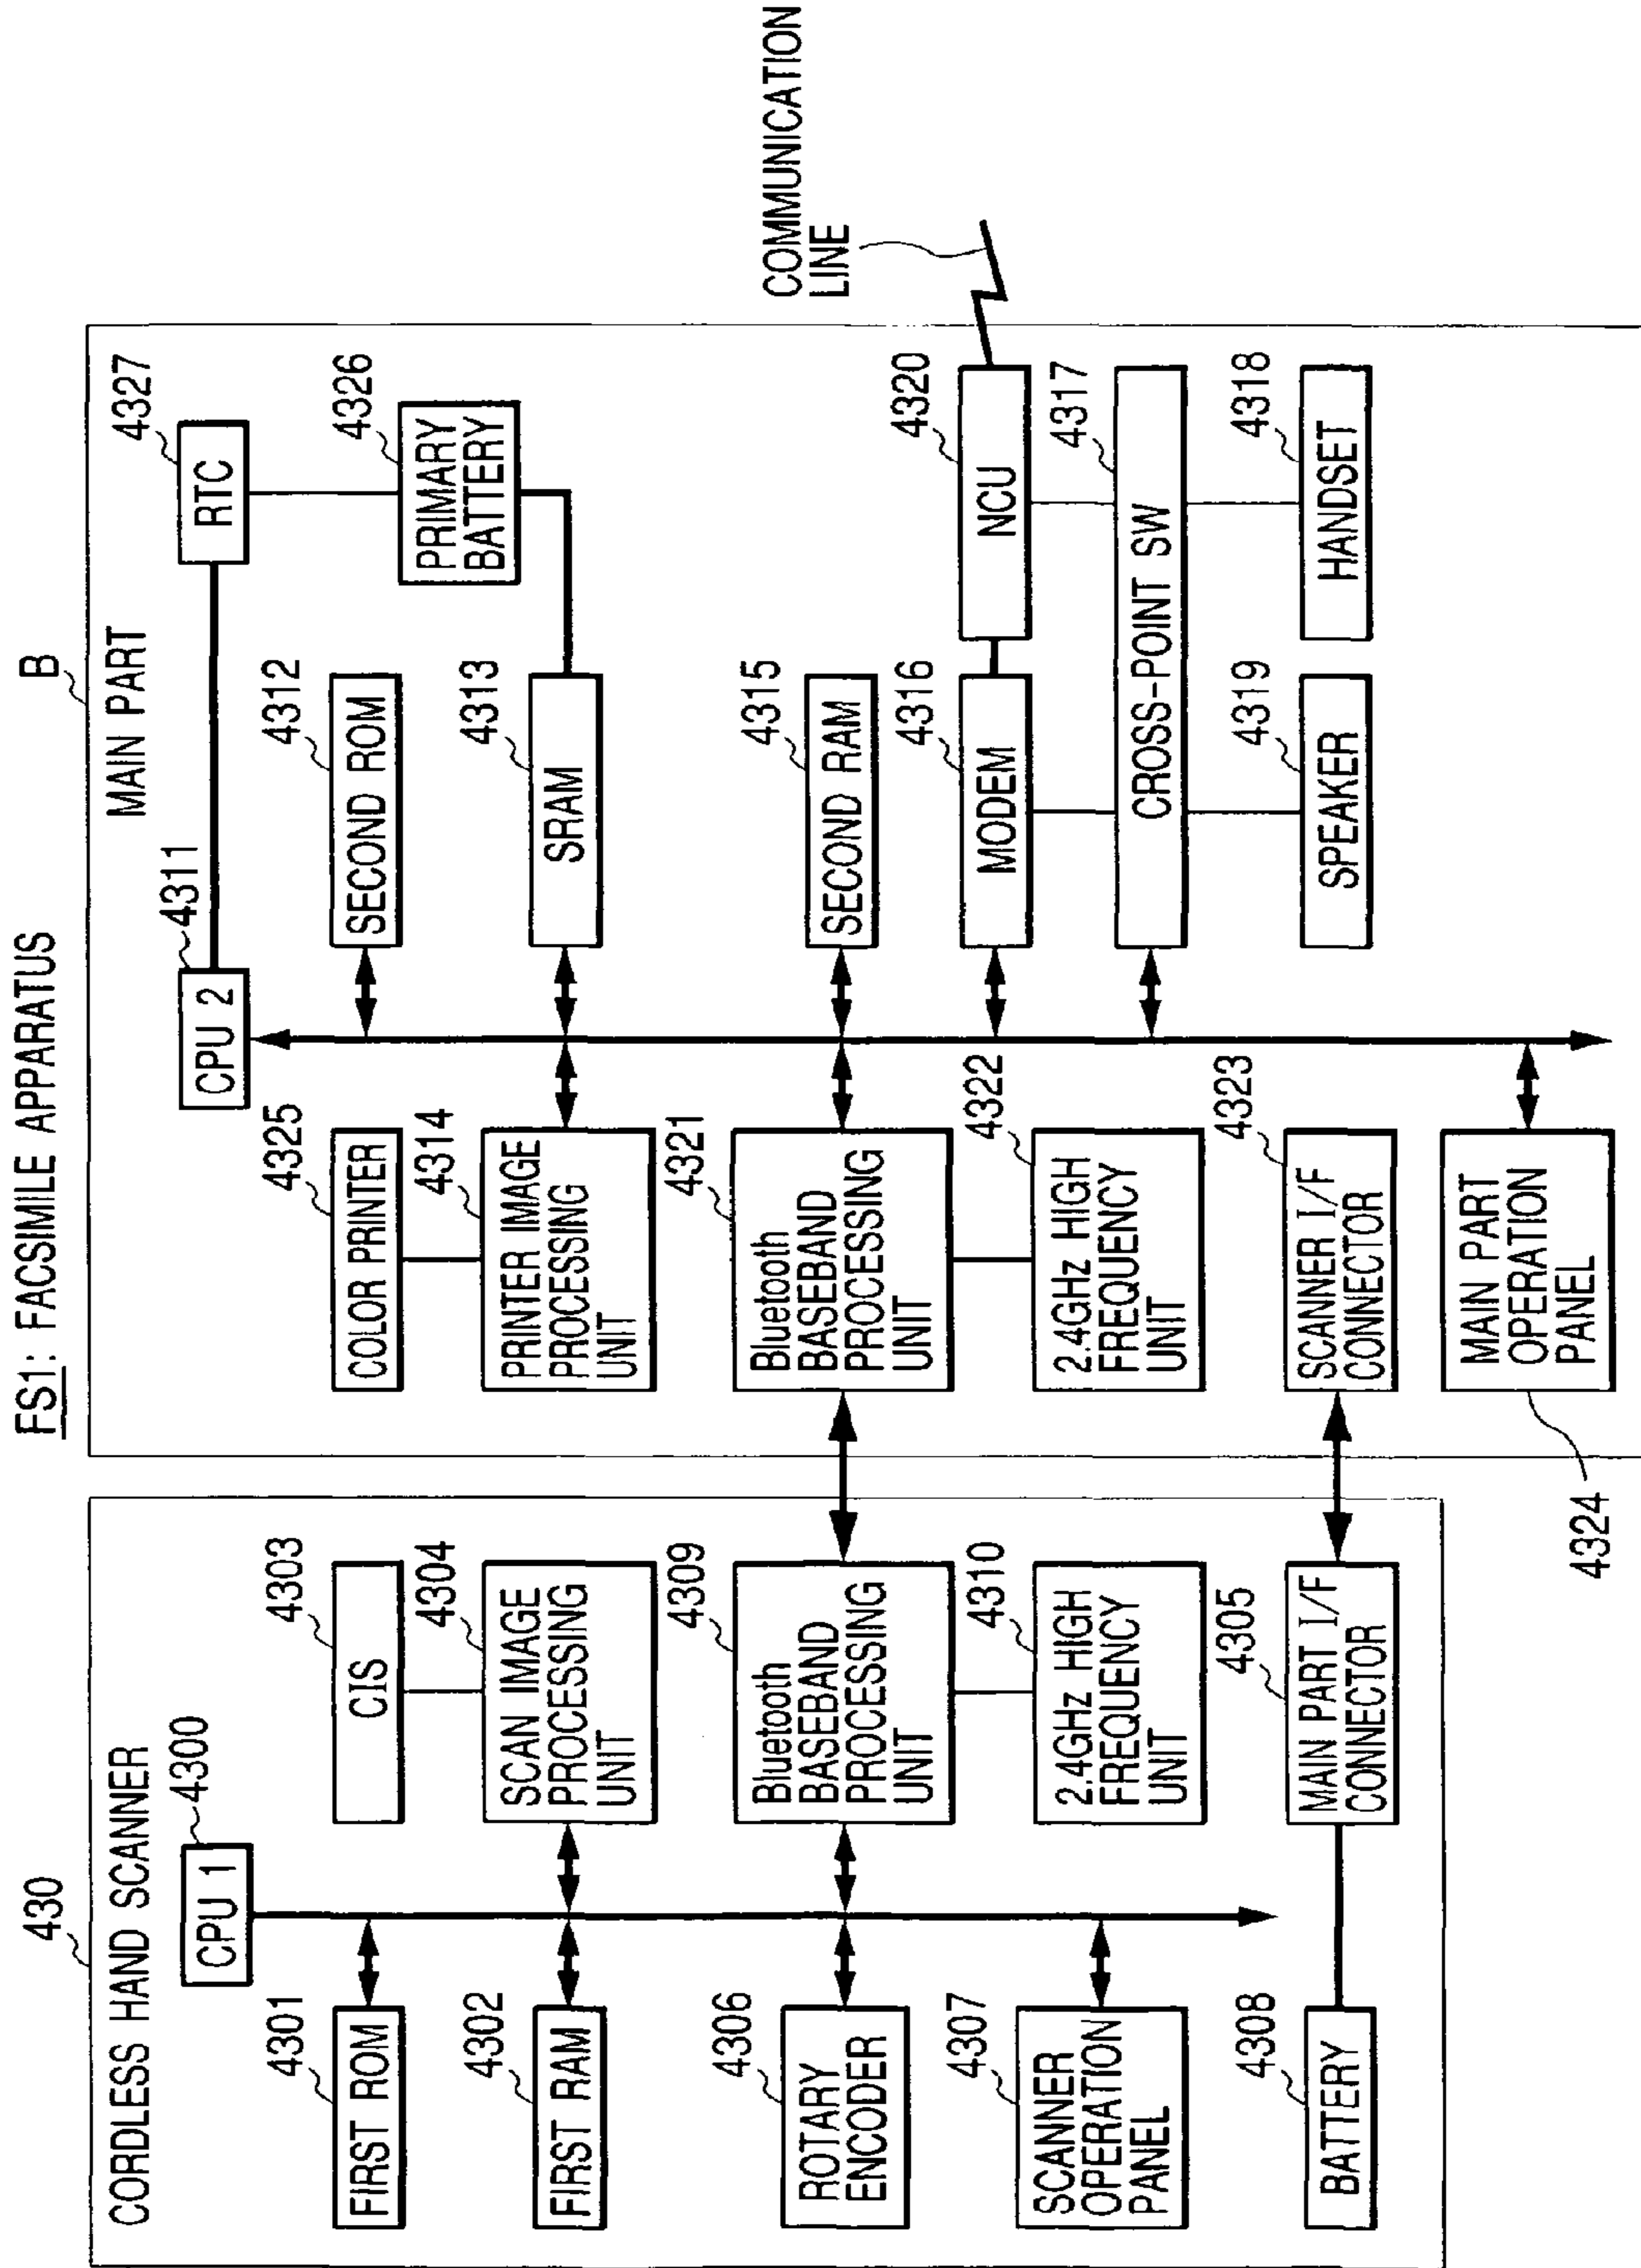 FS1: FACSIMILE APPARATUS
430
CORDLESS HAND SCANNER
4300
CPU 1
4301
FIRST ROM
4302
FIRST RAM
4306
ROTARY
ENCODER
4307
SCANNER
OPERATION
PANEL
4308
BATTERY
4303
CIS
4304
SCAN IMAGE
PROCESSING
UNIT
4309
Bluetooth
BASEBAND
PROCESSING
UNIT
4310
2.4GHz HIGH
FREQUENCY
UNIT
4305
MAIN PART I/F
CONNECTOR
B
MAIN PART
4311
CPU 2
4325
COLOR PRINTER
4314
PRINTER IMAGE
PROCESSING
UNIT
4321
Bluetooth
BASEBAND
PROCESSING
UNIT
4322
2.4GHz HIGH
FREQUENCY
UNIT
4323
SCANNER I/F
CONNECTOR
4324
MAIN PART
OPERATION
PANEL
4327
RTC
4326
PRIMARY
BATTERY
4312
SECOND ROM
4313
SRAM
4315
SECOND RAM
4316
MODEM
4320
NCU
4317
CROSS-POINT SW
4319
SPEAKER
4318
HANDSET
COMMUNICATION
LINE